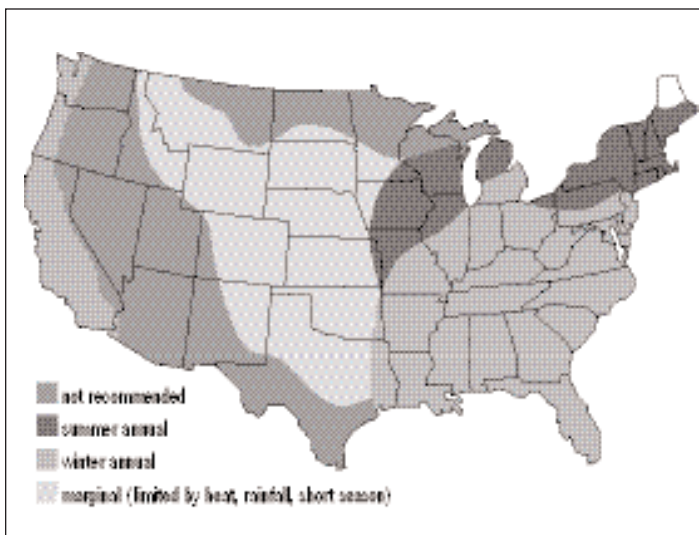 not recommended
summer annual
winter annual
marginal (limited by heat, rainfall, short season)